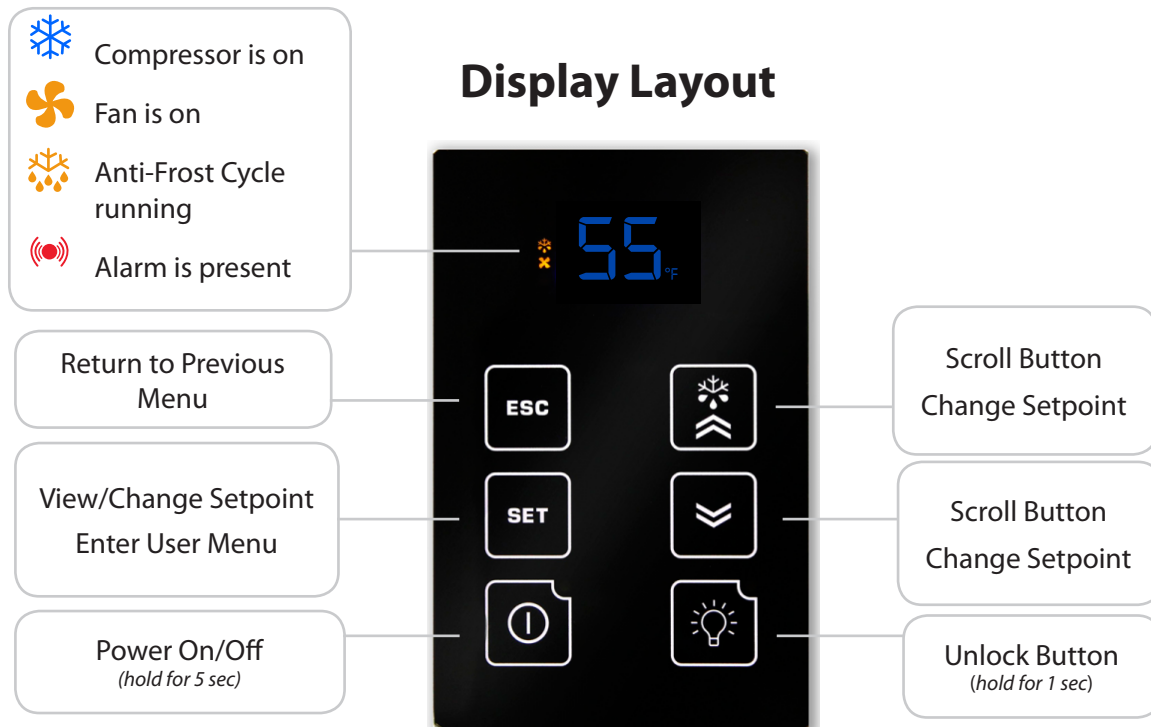 Display Layout
Compressor is on
Fan is on
Anti-Frost Cycle
running
Alarm is present
55 °F
Return to Previous
Menu
ESC
Scroll Button
Change Setpoint
View/Change Setpoint
Enter User Menu
SET
Scroll Button
Change Setpoint
Power On/Off
(hold for 5 sec)
Unlock Button
(hold for 1 sec)